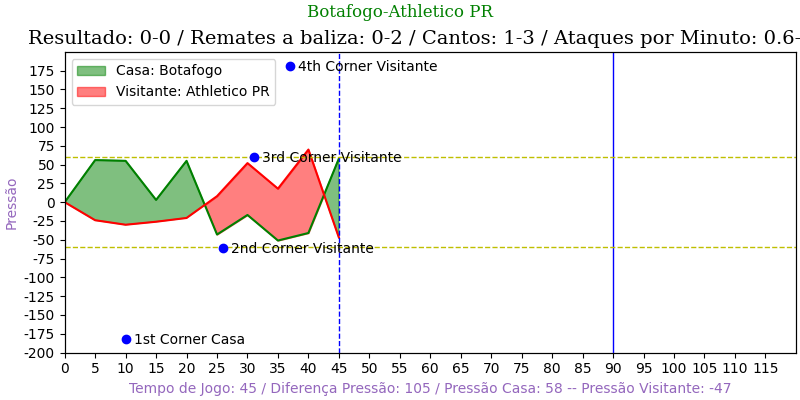 Botafogo-Athletico PR
Resultado: 0-0 / Remates a baliza: 0-2 / Cantos: 1-3 / Ataques por Minuto: 0.6-
Casa: Botafogo
Visitante: Athletico PR
4th Corner Visitante
3rd Corner Visitante
2nd Corner Visitante
1st Corner Casa
Pressão
175
150
125
100
75
50
25
0
-25
-50
-75
-100
-125
-150
-175
-200
0 5 10 15 20 25 30 35 40 45 50 55 60 65 70 75 80 85 90 95 100 105 110 115
Tempo de Jogo: 45 / Diferença Pressão: 105 / Pressão Casa: 58 -- Pressão Visitante: -47